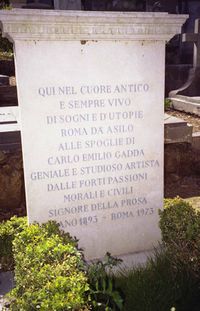 QUI NEL CUORE ANTICO
E SEMPRE VIVO
DI SOGNI E D'UTOPIE
ROMA DA ASILO
ALLE SPOGLIE DI
CARLO EMILIO GADDA
GENIALE E STUDIOSO ARTISTA
DALLE FORTI PASSIONI
MORALI E CIVILI
SIGNORE DELLA PROSA
ANO 1893 - ROMA 1973